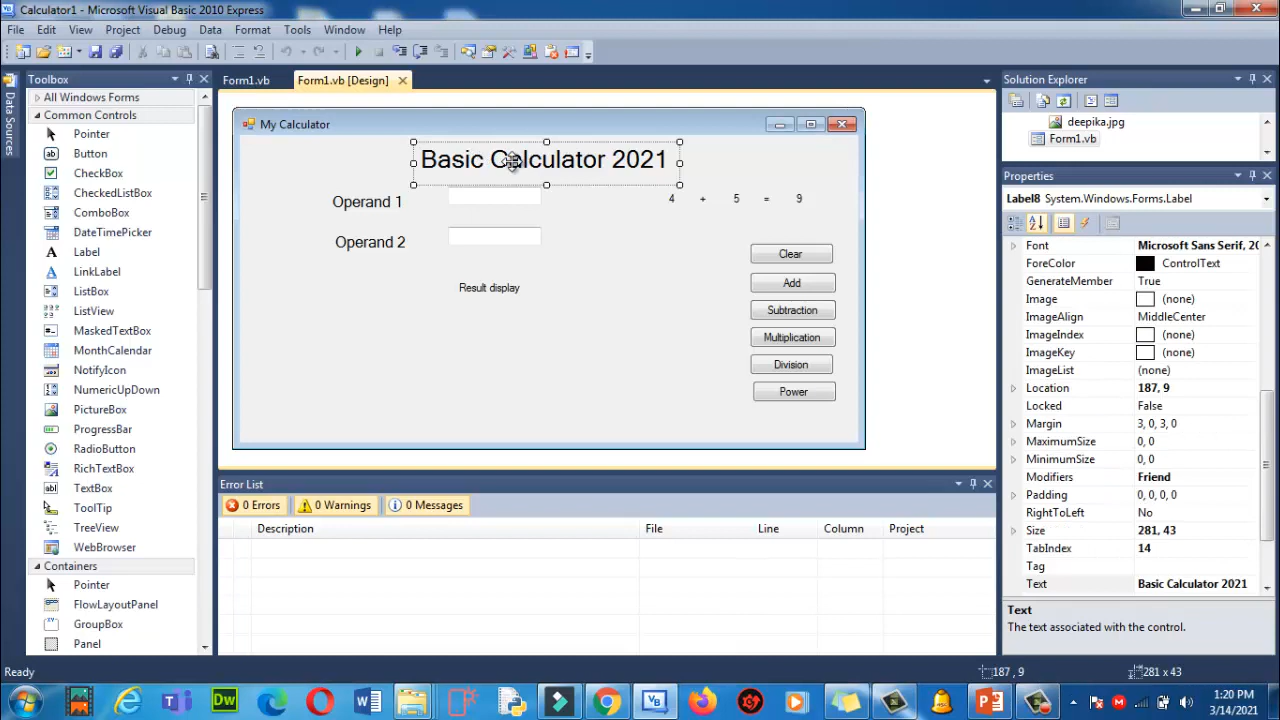 Calculator1 - Microsoft Visual Basic 2010 Express
File Edit View Project Debug Data Format Tools Window Help
Data Sources
Toolbox
All Windows Forms
Common Controls
Pointer
Button
CheckBox
CheckedListBox
ComboBox
DateTimePicker
Label
LinkLabel
ListBox
ListView
MaskedTextBox
MonthCalendar
NotifyIcon
NumericUpDown
PictureBox
ProgressBar
RadioButton
RichTextBox
TextBox
ToolTip
TreeView
WebBrowser
Containers
Pointer
FlowLayoutPanel
GroupBox
Panel
Form1.vb Form1.vb [Design]
My Calculator
Basic Calculator 2021
Operand 1
4 + 5 = 9
Operand 2
Result display
Clear
Add
Subtraction
Multiplication
Division
Power
Error List
0 Errors 0 Warnings 0 Messages
Description File Line Column Project
Solution Explorer
deepika.jpg
Form1.vb
Properties
Label8 System.Windows.Forms.Label
Font Microsoft Sans Serif, 20
ForeColor ControlText
GenerateMember True
Image (none)
ImageAlign MiddleCenter
ImageIndex (none)
ImageKey (none)
ImageList (none)
Location 187, 9
Locked False
Margin 3, 0, 3, 0
MaximumSize 0, 0
MinimumSize 0, 0
Modifiers Friend
Padding 0, 0, 0, 0
RightToLeft No
Size 281, 43
TabIndex 14
Tag
Text Basic Calculator 2021
Text
The text associated with the control.
Ready 187 , 9 281 x 43
Dw
VB
1:20 PM
3/14/2021